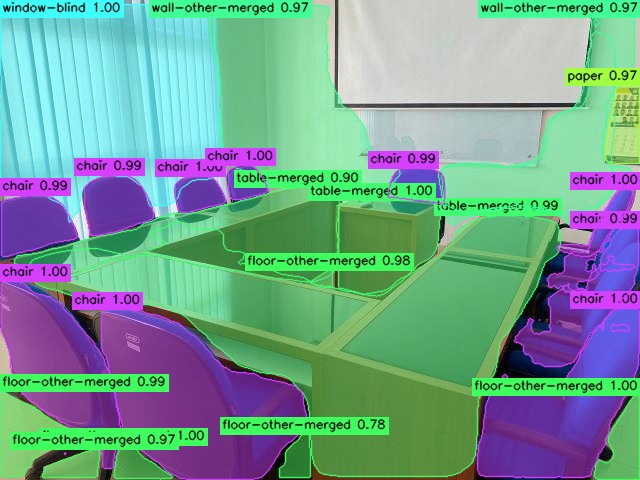 window-blind 1.00
wall-other-merged 0.97
wall-other-merged 0.97
paper 0.97
chair 1.00
chair 0.99
chair 1.00
chair 0.99
table-merged 0.90
chair 0.99
chair 1.00
table-merged 1.00
table-merged 0.99
chair 0.99
floor-other-merged 0.98
chair 1.00
chair 1.00
chair 1.00
floor-other-merged 0.99
floor-other-merged 1.00
floor-other-merged 0.78
floor-other-merged 0.97
1.00